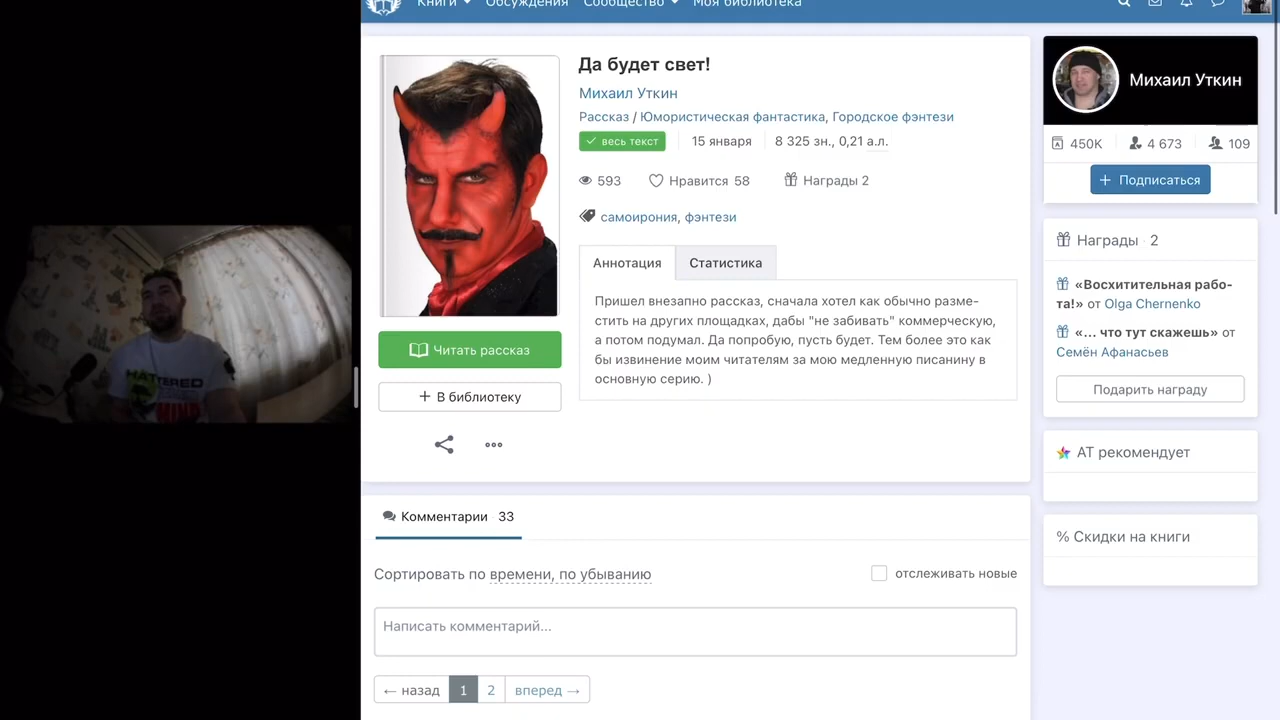 Книги
Обсуждения
Сообщество
Моя библиотека
Да будет свет!
Михаил Уткин
Рассказ / Юмористическая фантастика, Городское фэнтези
весь текст
15 января
8 325 зн., 0,21 а.л.
593
Нравится 58
Награды 2
самоирония, фэнтези
Аннотация
Статистика
Пришел внезапно рассказ, сначала хотел как обычно разме-
стить на других площадках, дабы "не забивать" коммерческую,
а потом подумал. Да попробую, пусть будет. Тем более это как
бы извинение моим читателям за мою медленную писанину в
основную серию. )
Читать рассказ
+ В библиотеку
Комментарии 33
Сортировать по времени, по убыванию
отслеживать новые
Написать комментарий...
← назад
1
2
вперед →
Михаил Уткин
450K
4 673
109
+ Подписаться
Награды · 2
«Восхитительная рабо-
та!» от Olga Chernenko
«... что тут скажешь» от
Семён Афанасьев
Подарить награду
АТ рекомендует
% Скидки на книги
HATTERED